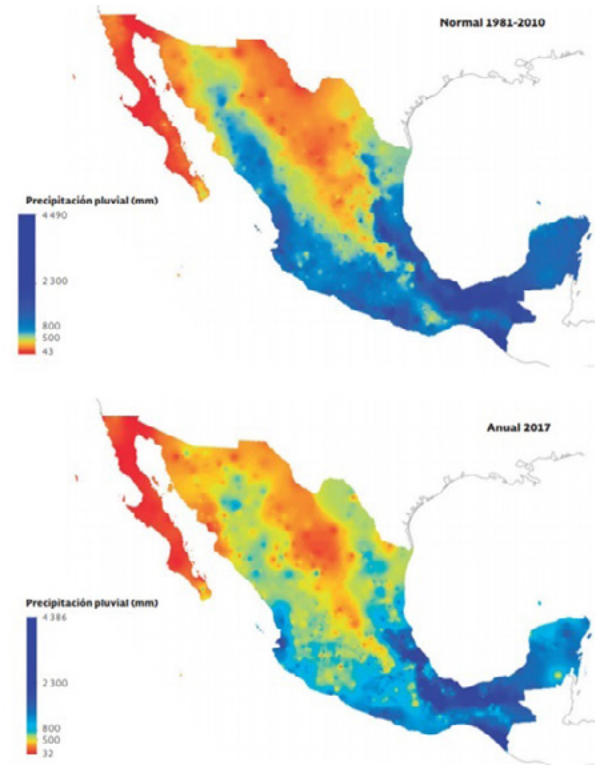 Normal 1981-2010
Precipitación pluvial (mm)
4 490
2 300
800
500
43
Anual 2017
Precipitación pluvial (mm)
4 386
2 300
800
500
32